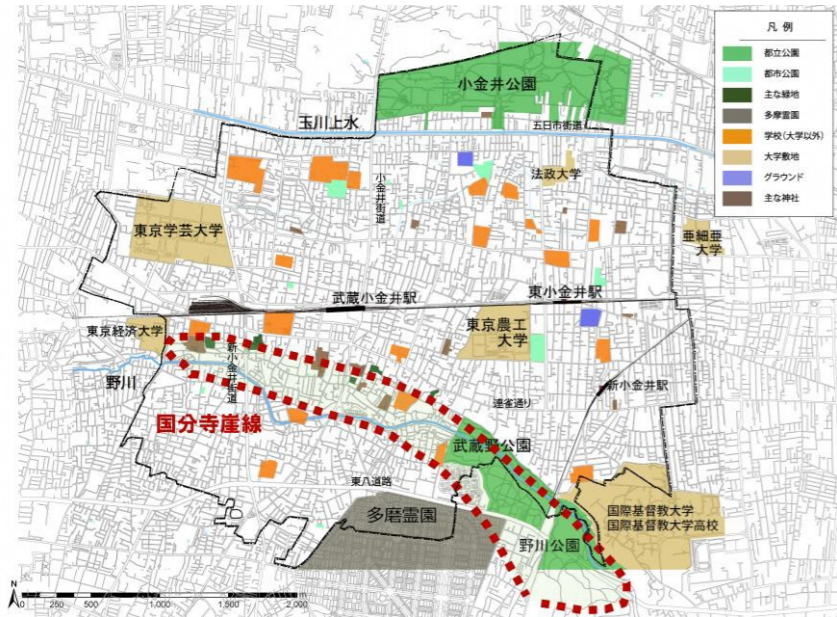 凡 例
都立公園
都市公園
主な緑地
多摩霊園
学校(大学以外)
大学敷地
グラウンド
主な神社
小金井公園
玉川上水
五日市街道
小金井街道
法政大学
東京学芸大学
亜細亜
大学
武蔵小金井駅
東小金井駅
東京経済大学
東京農工
大学
野川
新小金井街道
新小金井駅
連雀通り
国分寺崖線
武蔵野公園
東八道路
多磨霊園
国際基督教大学
国際基督教大学高校
野川公園
N
0 250 500 1,000 1,500 2,000